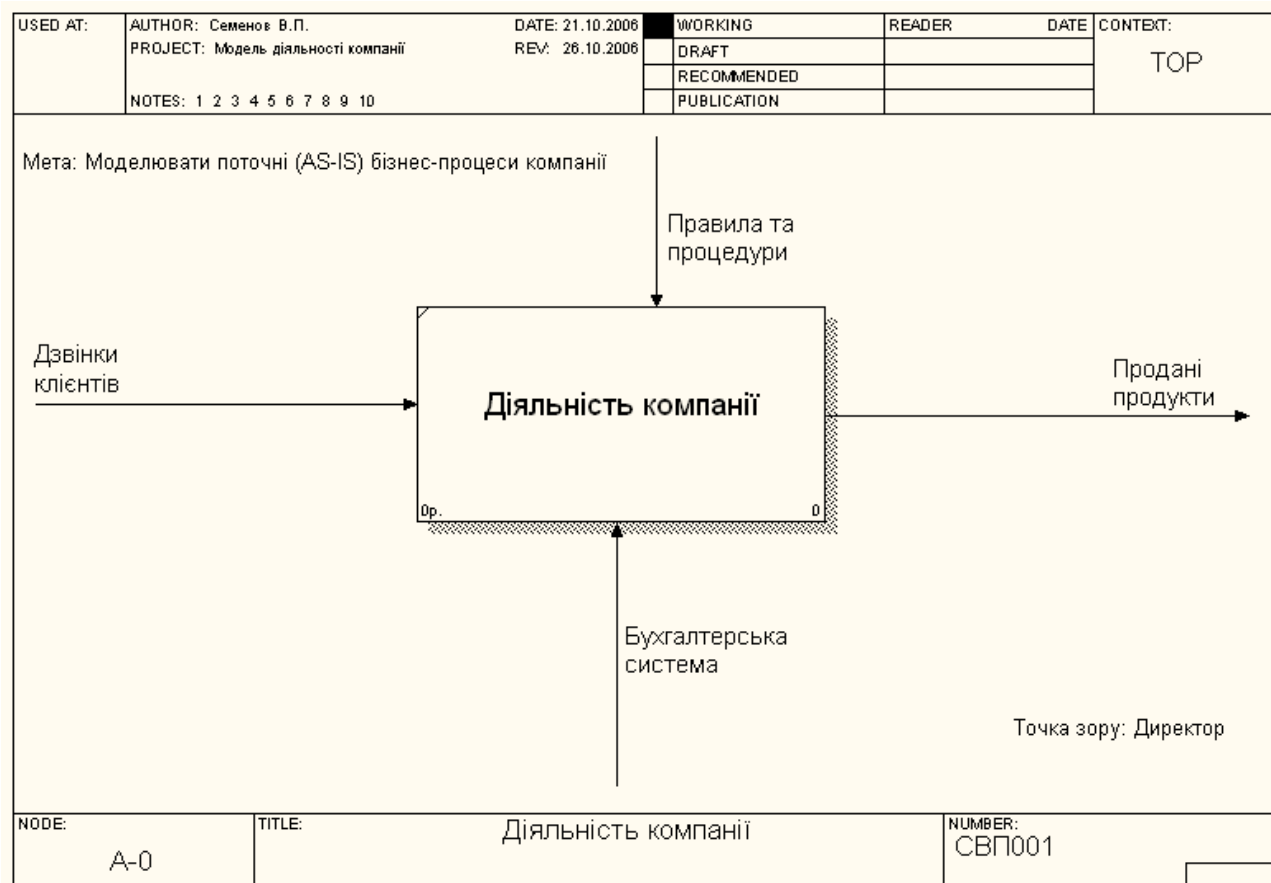 USED AT:
AUTHOR: Семенов В.П.
DATE: 21.10.2006
PROJECT: Модель діяльності компанії
REV: 26.10.2006
NOTES: 1 2 3 4 5 6 7 8 9 10
WORKING
DRAFT
RECOMMENDED
PUBLICATION
READER DATE
CONTEXT:
TOP
Мета: Моделювати поточні (AS-IS) бізнес-процеси компанії
Правила та
процедури
Дзвінки
клієнтів
Діяльність компанії
0р.
0
Продані
продукти
Бухгалтерська
система
Точка зору: Директор
NODE:
A-0
TITLE:
Діяльність компанії
NUMBER:
СВП001